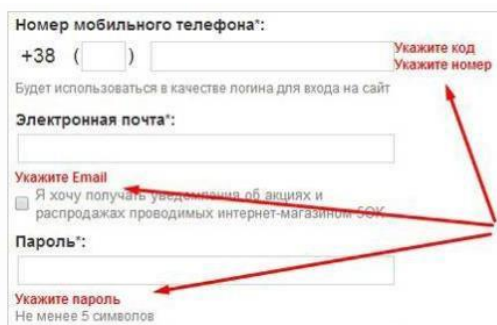 Номер мобильного телефона*:
+38 ( )
Укажите код
Укажите номер
Будет использоваться в качестве логина для входа на сайт
Электронная почта*:
Укажите Email
Я хочу получать уведомления об акциях и
распродажах проводимых интернет-магазином 5OK
Пароль*:
Укажите пароль
Не менее 5 символов